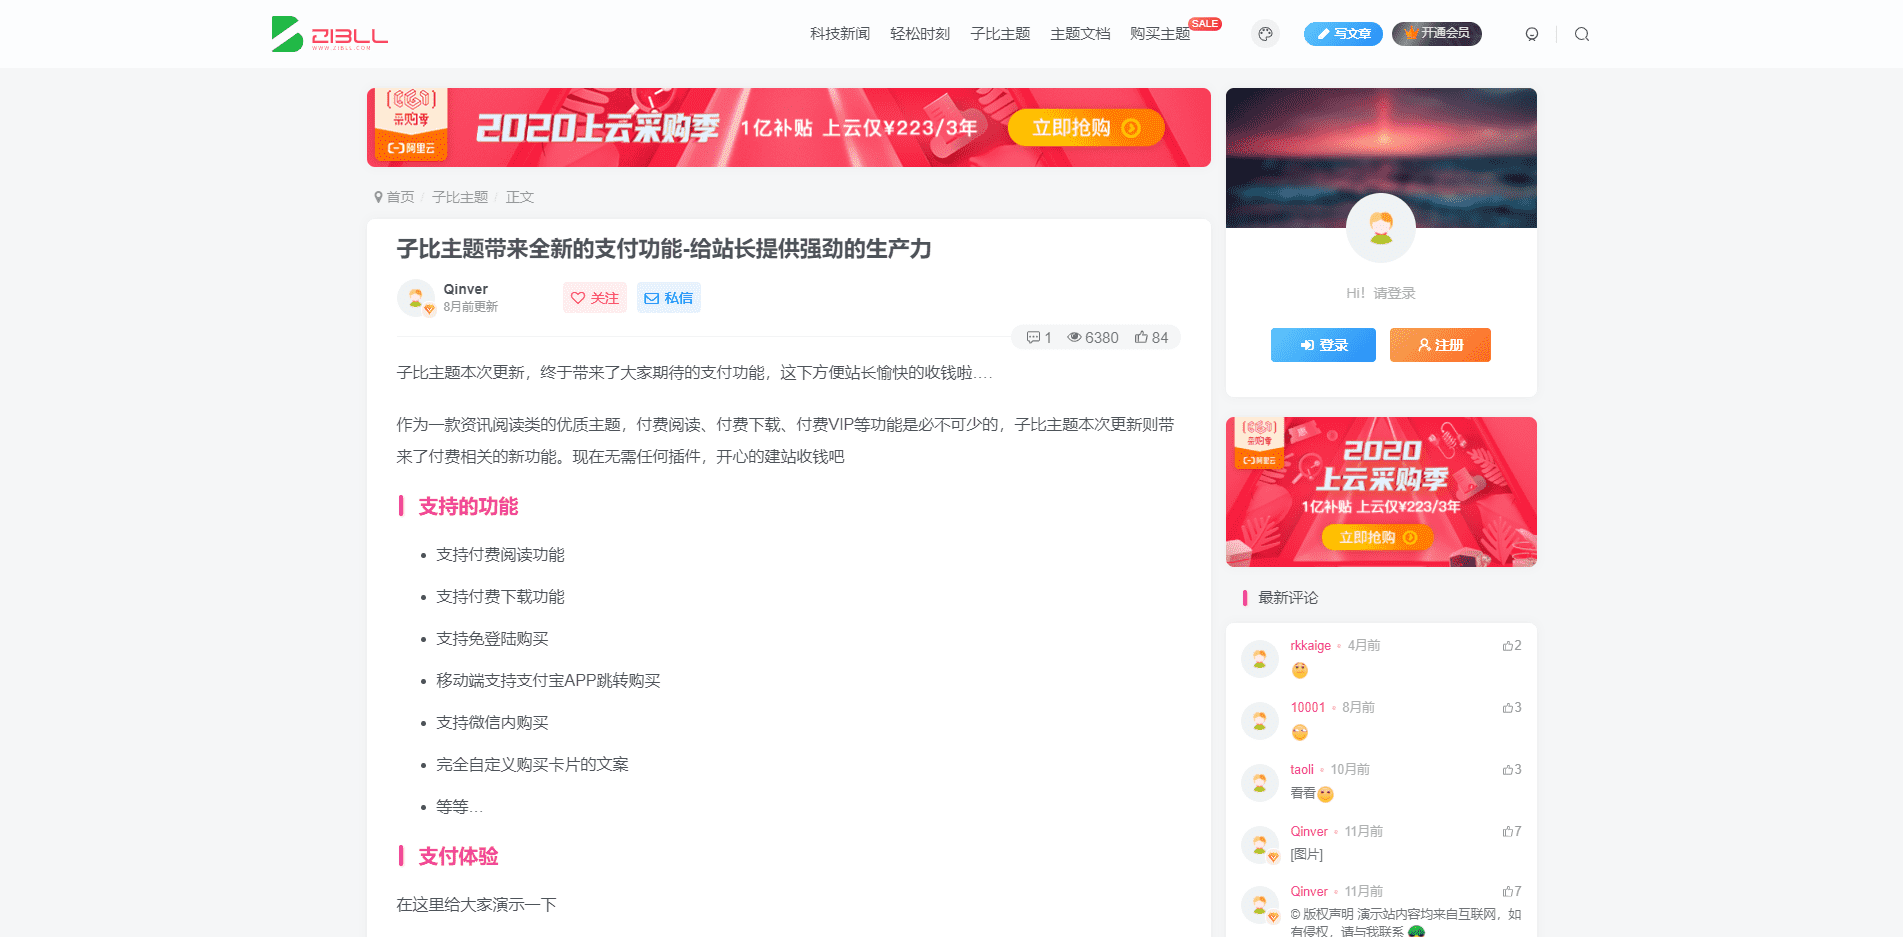 ZIBLL
WWW.ZIBLL.COM
科技新闻 轻松时刻 子比主题 主题文档 购买主题 SALE 写文章 开通会员
采购季
阿里云
2020上云采购季 1亿补贴 上云仅¥223/3年 立即抢购
首页 / 子比主题 / 正文
子比主题带来全新的支付功能-给站长提供强劲的生产力
Qinver
8月前更新
关注 私信
1 6380 84
子比主题本次更新，终于带来了大家期待的支付功能，这下方便站长愉快的收钱啦....
作为一款资讯阅读类的优质主题，付费阅读、付费下载、付费VIP等功能是必不可少的，子比主题本次更新则带
来了付费相关的新功能。现在无需任何插件，开心的建站收钱吧
支持的功能
• 支持付费阅读功能
• 支持付费下载功能
• 支持免登陆购买
• 移动端支持支付宝APP跳转购买
• 支持微信内购买
• 完全自定义购买卡片的文案
• 等等...
支付体验
在这里给大家演示一下
Hi！请登录
登录 注册
采购季
阿里云
2020
上云采购季
1亿补贴 上云仅¥223/3年
立即抢购
最新评论
rkkaige 4月前 2
10001 8月前 3
taoli 10月前 3
看看
Qinver 11月前 7
[图片]
Qinver 11月前 7
© 版权声明 演示站内容均来自互联网，如
有侵权，请与我联系